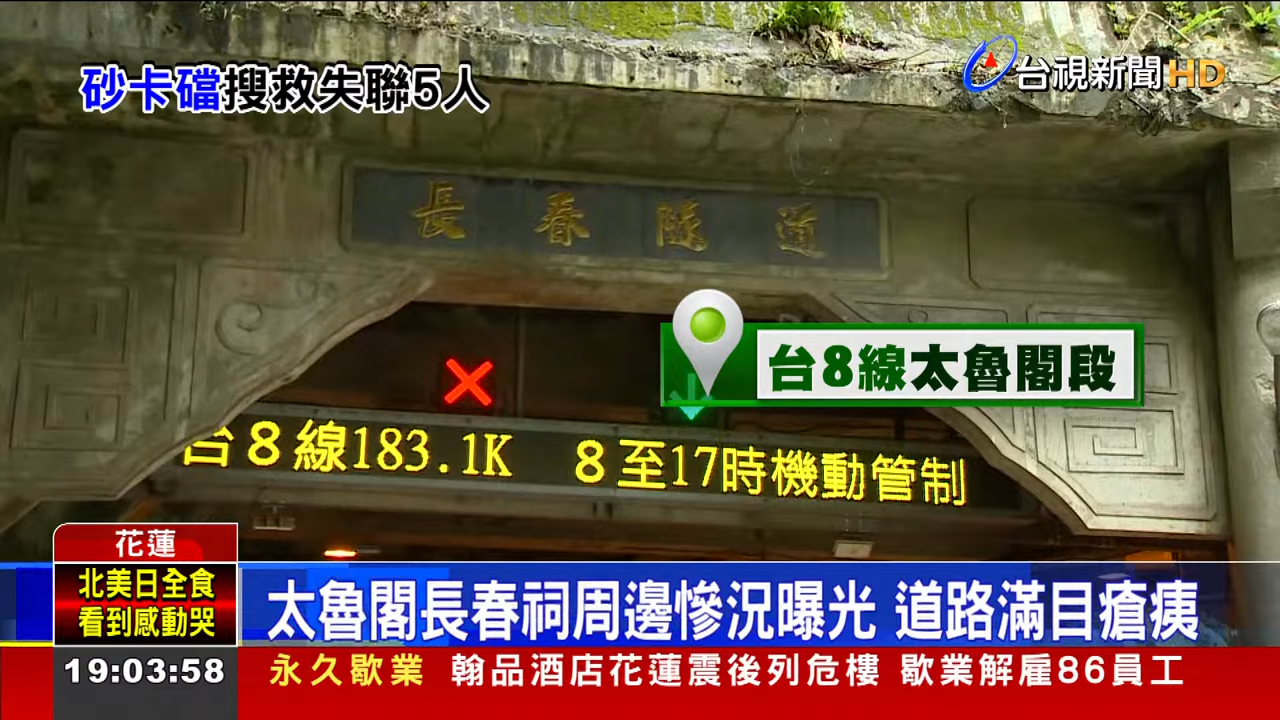 砂卡礑搜救失聯5人
台視新聞HD
長春隧道
台8線太魯閣段
台8線183.1K 8至17時機動管制
花蓮
北美日全食
看到感動哭
太魯閣長春祠周邊慘況曝光 道路滿目瘡痍
19:03:58
永久歇業 翰品酒店花蓮震後列危樓 歇業解雇86員工